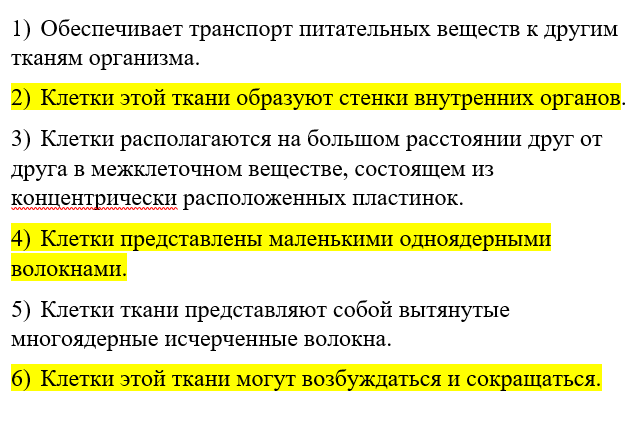 1) Обеспечивает транспорт питательных веществ к другим
тканям организма.
2) Клетки этой ткани образуют стенки внутренних органов.
3) Клетки располагаются на большом расстоянии друг от
друга в межклеточном веществе, состоящем из
концентрически расположенных пластинок.
4) Клетки представлены маленькими одноядерными
волокнами.
5) Клетки ткани представляют собой вытянутые
многоядерные исчерченные волокна.
6) Клетки этой ткани могут возбуждаться и сокращаться.